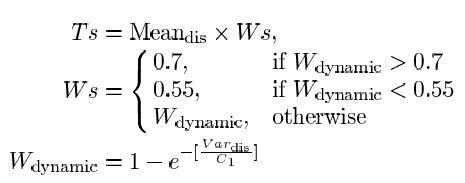 Ts = Mean_dis × Ws,
Ws = { 0.7, if W_dynamic > 0.7
0.55, if W_dynamic < 0.55
W_dynamic, otherwise
W_dynamic = 1 − e^{−[\frac{Var_dis}{C_1}]}